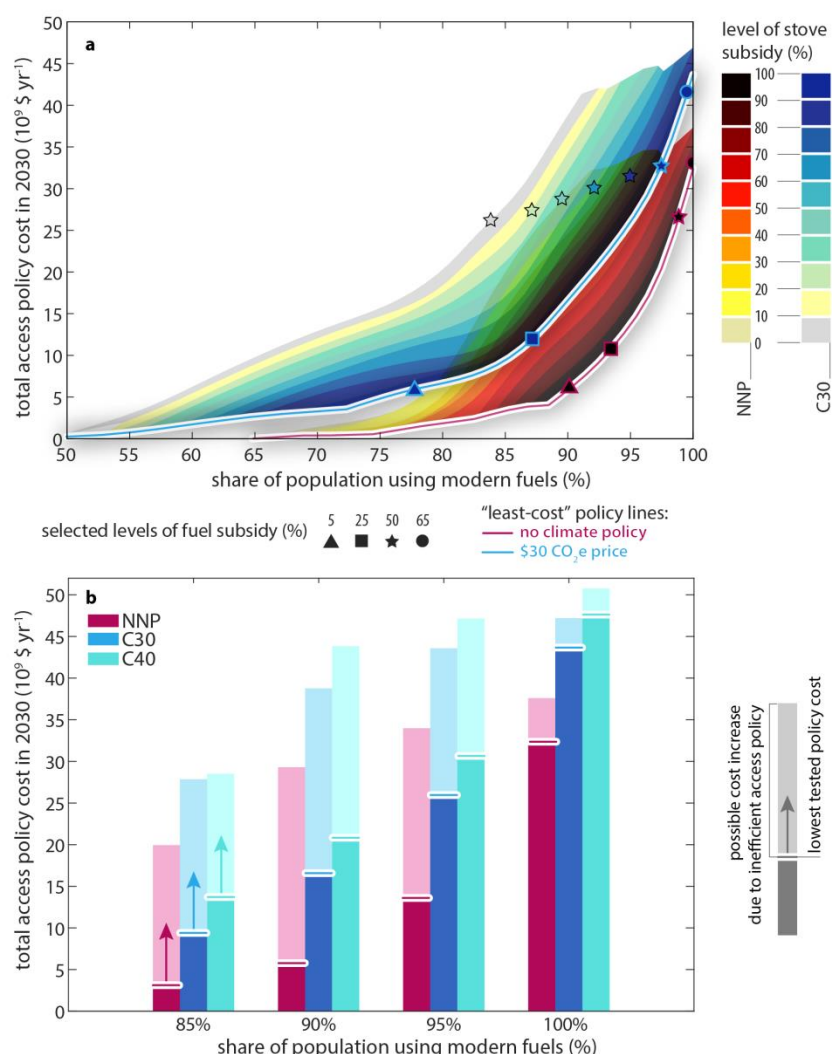 a
level of stove
subsidy (%)
total access policy cost in 2030 (10⁹ $ yr⁻¹)
50
45
40
35
30
25
20
15
10
5
0
50 55 60 65 70 75 80 85 90 95 100
share of population using modern fuels (%)
100
90
80
70
60
50
40
30
20
10
0
NNP
C30
selected levels of fuel subsidy (%)
5 25 50 65
"least-cost" policy lines:
no climate policy
$30 CO₂e price
b
NNP
C30
C40
total access policy cost in 2030 (10⁹ $ yr⁻¹)
50
45
40
35
30
25
20
15
10
5
0
85% 90% 95% 100%
share of population using modern fuels (%)
possible cost increase
due to inefficient access policy
lowest tested policy cost